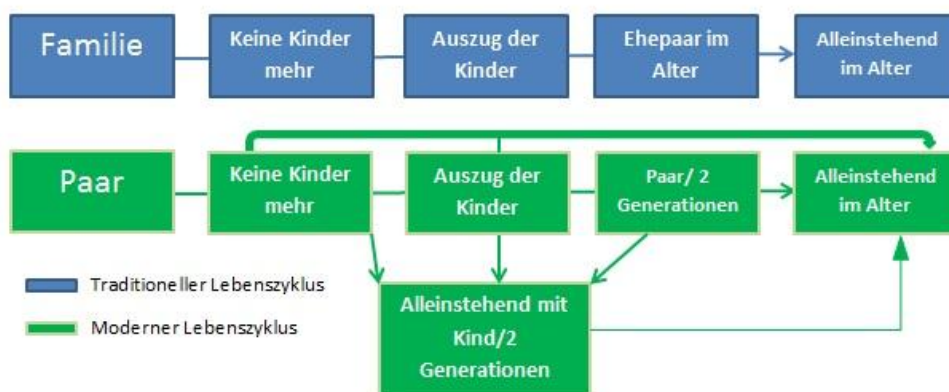 Familie
Keine Kinder
mehr
Auszug der
Kinder
Ehepaar im
Alter
Alleinstehend
im Alter
Paar
Keine Kinder
mehr
Auszug der
Kinder
Paar/ 2
Generationen
Alleinstehend
im Alter
Traditioneller Lebenszyklus
Moderner Lebenszyklus
Alleinstehend mit
Kind/2
Generationen